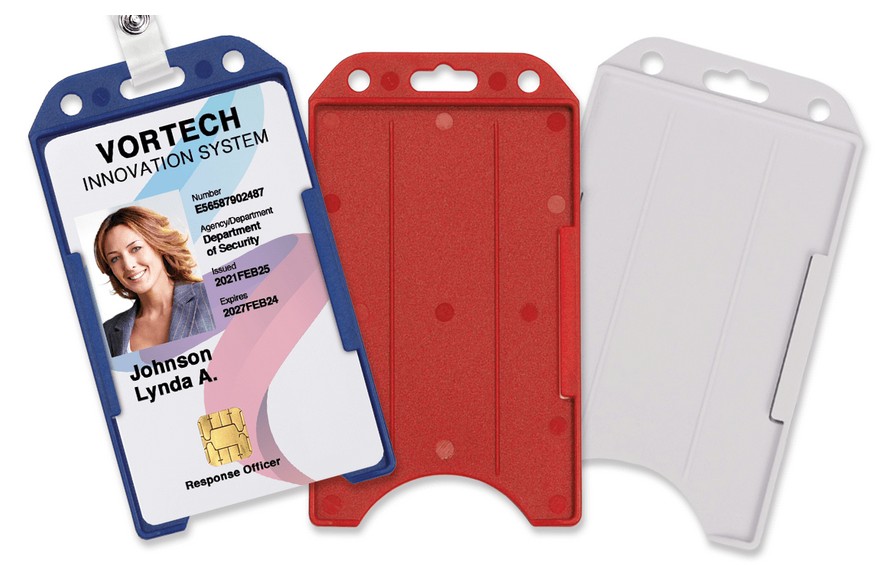 VORTECH
INNOVATION SYSTEM
Number
E56587902487
Agency/Department
Department
of Security
Issued
2021FEB25
Expires
2027FEB24
Johnson
Lynda A.
Response Officer